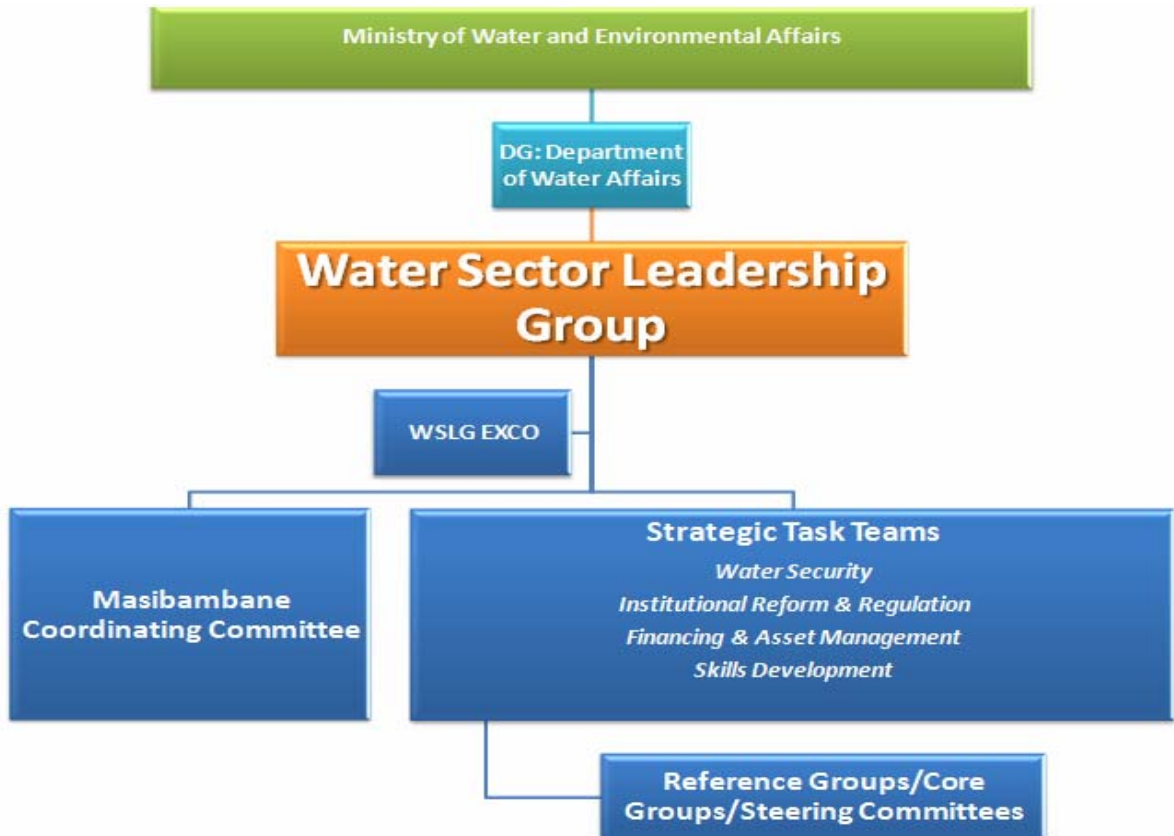 Ministry of Water and Environmental Affairs
DG: Department
of Water Affairs
Water Sector Leadership
Group
WSLG EXCO
Masibambane
Coordinating Committee
Strategic Task Teams
Water Security
Institutional Reform & Regulation
Financing & Asset Management
Skills Development
Reference Groups/Core
Groups/Steering Committees